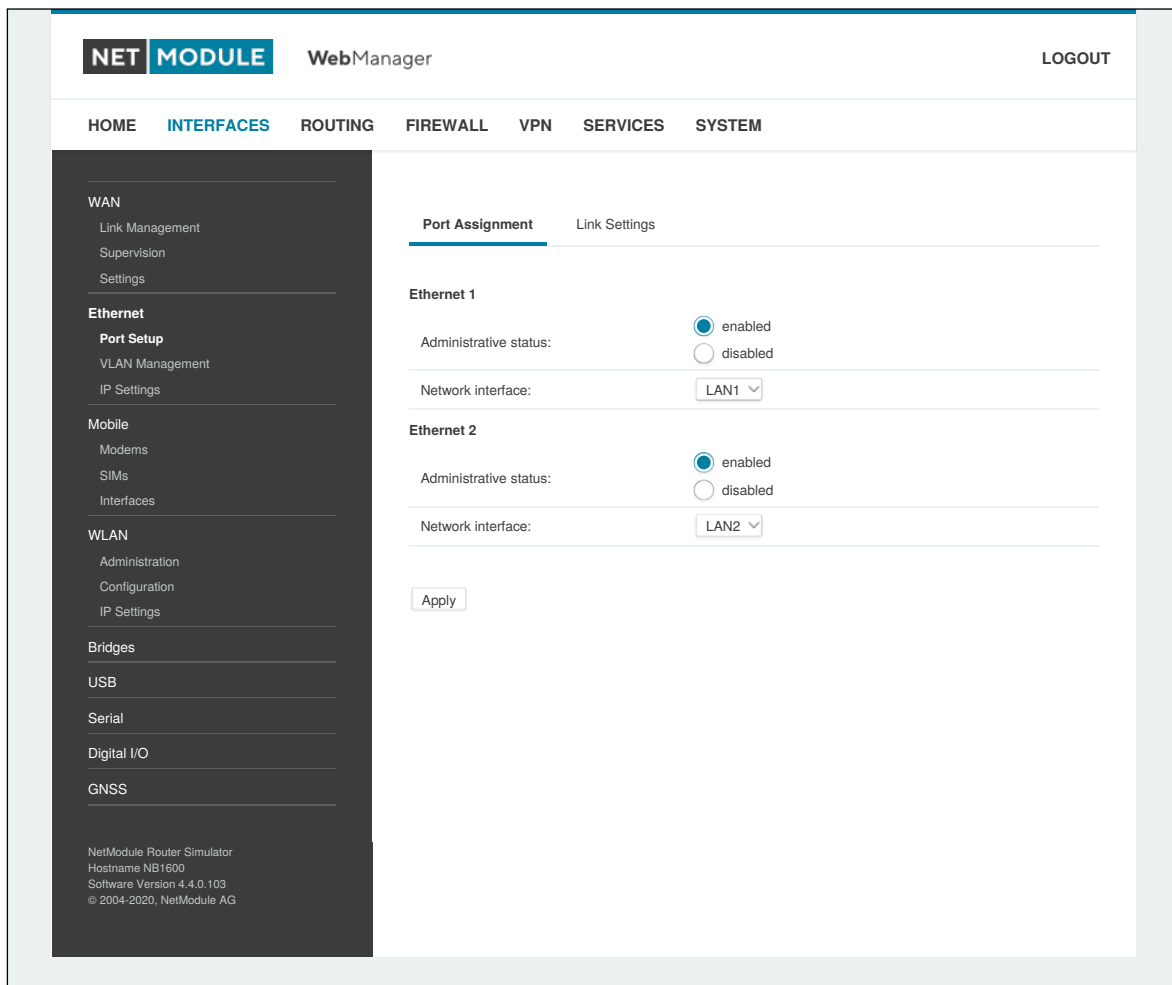 NET MODULE WebManager LOGOUT
HOME INTERFACES ROUTING FIREWALL VPN SERVICES SYSTEM
WAN
Link Management
Supervision
Settings
Ethernet
Port Setup
VLAN Management
IP Settings
Mobile
Modems
SIMs
Interfaces
WLAN
Administration
Configuration
IP Settings
Bridges
USB
Serial
Digital I/O
GNSS
NetModule Router Simulator
Hostname NB1600
Software Version 4.4.0.103
© 2004-2020, NetModule AG
Port Assignment Link Settings
Ethernet 1
Administrative status:
enabled
disabled
Network interface: LAN1
Ethernet 2
Administrative status:
enabled
disabled
Network interface: LAN2
Apply